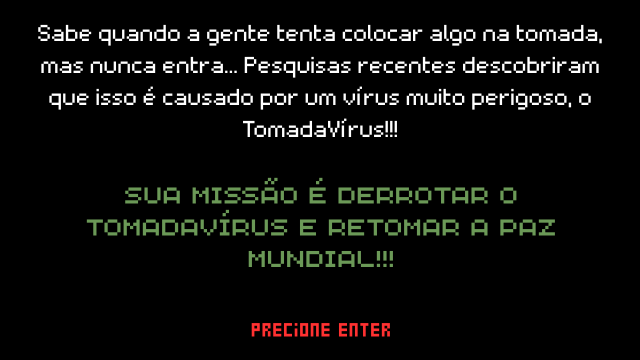 Sabe quando a gente tenta colocar algo na tomada,
mas nunca entra... Pesquisas recentes descobriram
que isso é causado por um vírus muito perigoso, o
TomadaVírus!!!
SUA MISSÃO É DERROTAR O
TOMADAVÍRUS E RETOMAR A PAZ
MUNDIAL!!!
PRECIONE ENTER